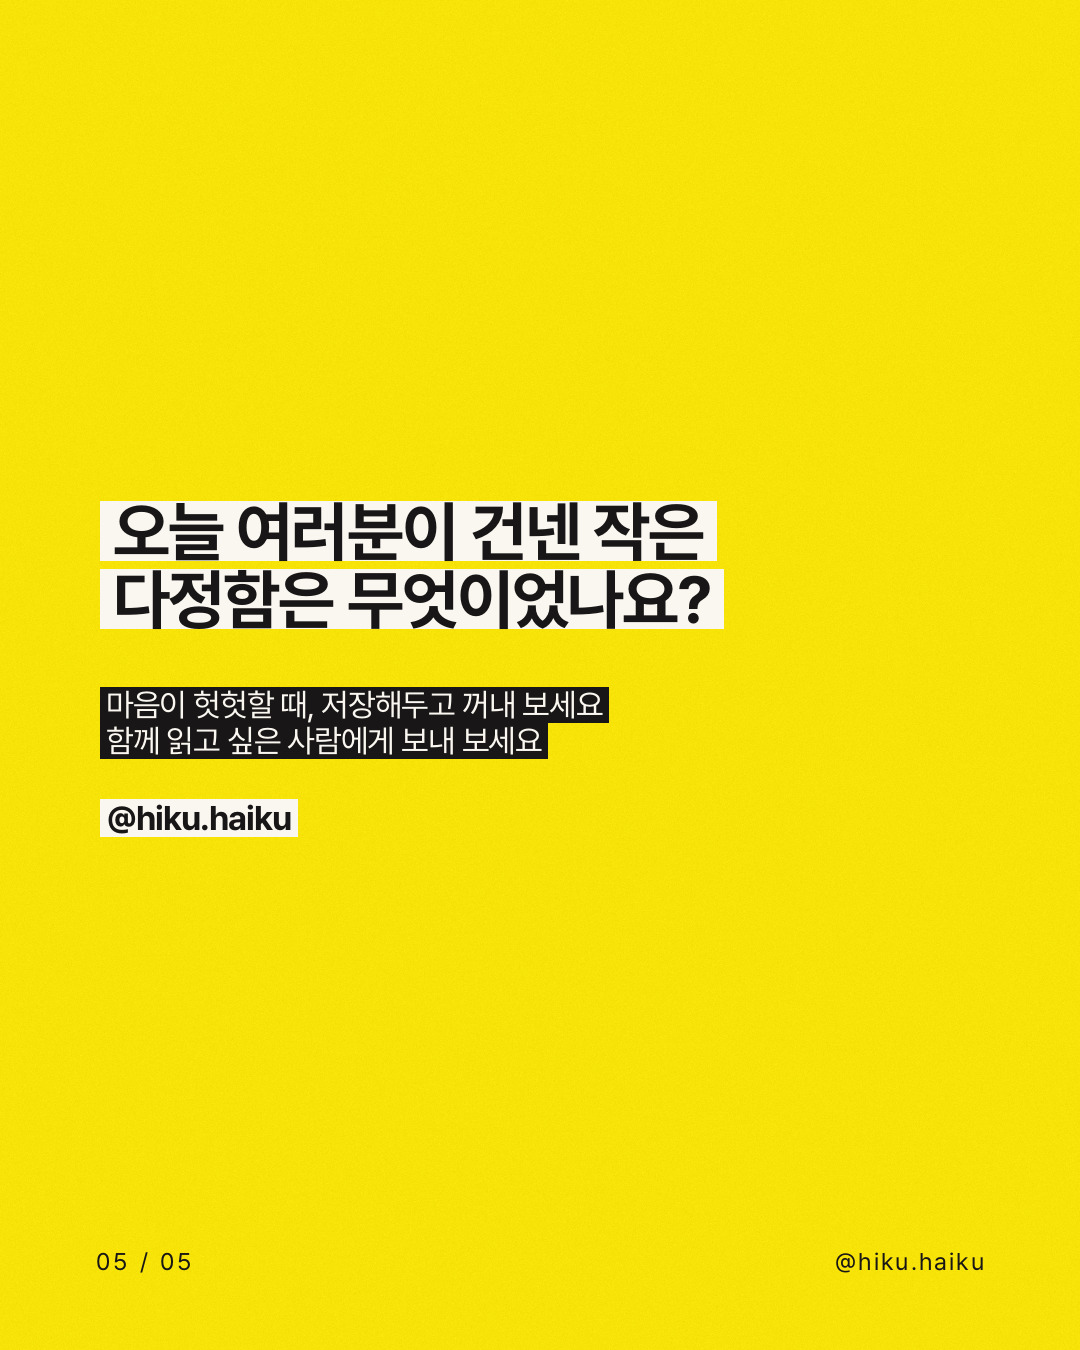 오늘 여러분이 건넨 작은
다정함은 무엇이었나요?
마음이 헛헛할 때, 저장해두고 꺼내 보세요
함께 읽고 싶은 사람에게 보내 보세요
@hiku.haiku
05 / 05
@hiku.haiku